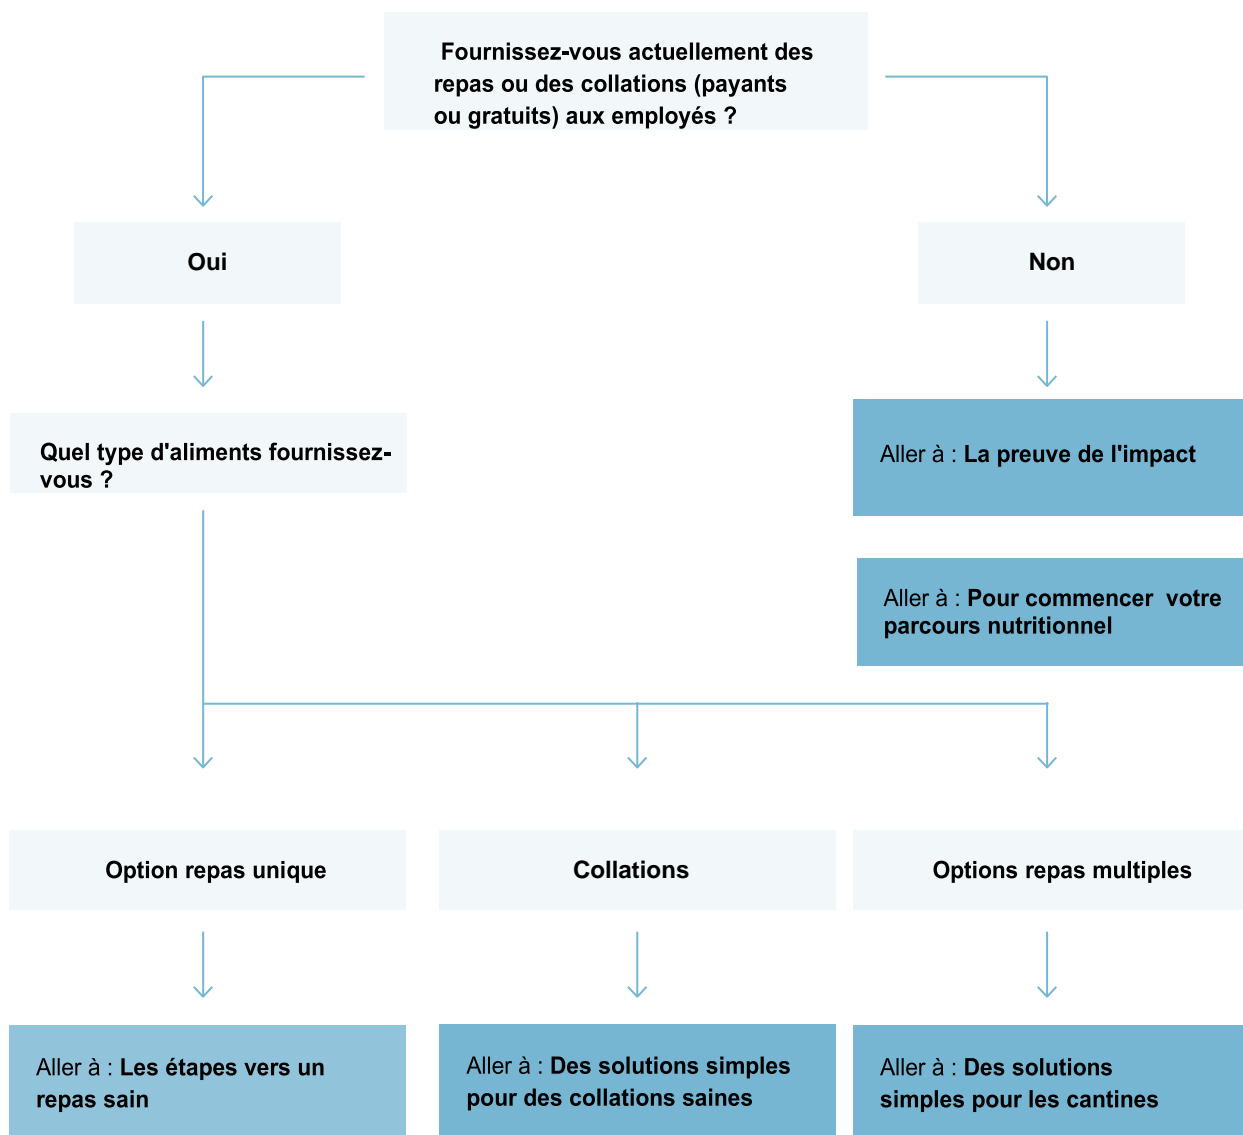 Fournissez-vous actuellement des
repas ou des collations (payants
ou gratuits) aux employés ?
Oui
Non
Quel type d'aliments fournissez-
vous ?
Aller à : La preuve de l'impact
Aller à : Pour commencer votre
parcours nutritionnel
Option repas unique
Collations
Options repas multiples
Aller à : Les étapes vers un
repas sain
Aller à : Des solutions simples
pour des collations saines
Aller à : Des solutions
simples pour les cantines